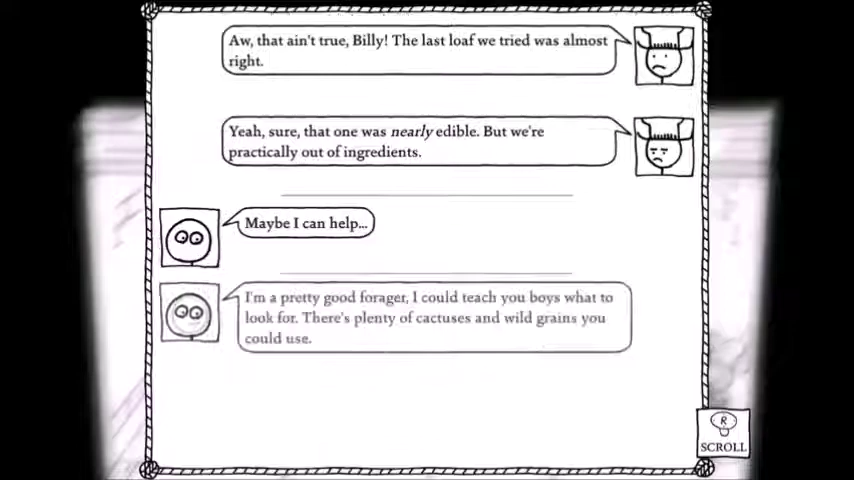 Aw, that ain't true, Billy! The last loaf we tried was almost
right.
Yeah, sure, that one was nearly edible. But we're
practically out of ingredients.
Maybe I can help...
I'm a pretty good forager, I could teach you boys what to
look for. There's plenty of cactuses and wild grains you
could use.
R
SCROLL